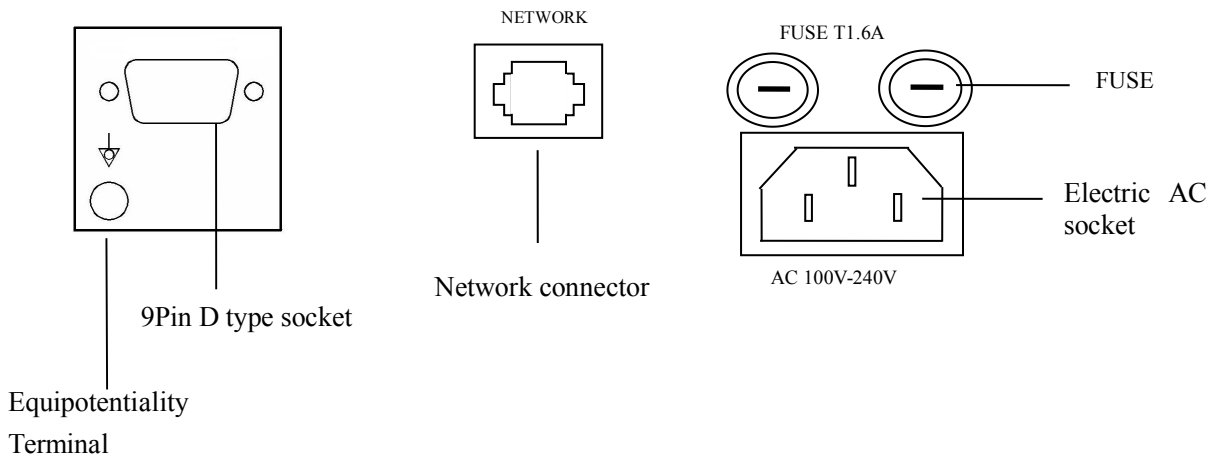 NETWORK
FUSE T1.6A
FUSE
Electric AC
socket
AC 100V-240V
Network connector
9Pin D type socket
Equipotentiality
Terminal